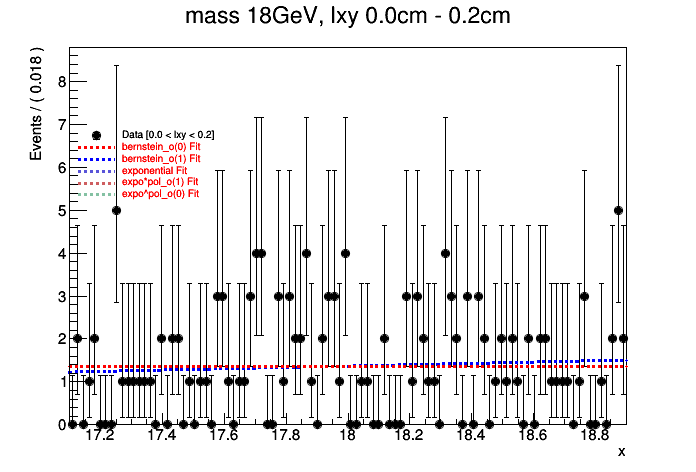 mass 18GeV, lxy 0.0cm - 0.2cm
Events / ( 0.018 )
8
7
6
5
4
3
2
1
0
Data [0.0 < lxy < 0.2]
bernstein_o(0) Fit
bernstein_o(1) Fit
exponential Fit
expo*pol_o(1) Fit
expo^pol_o(0) Fit
17.2 17.4 17.6 17.8 18 18.2 18.4 18.6 18.8
x